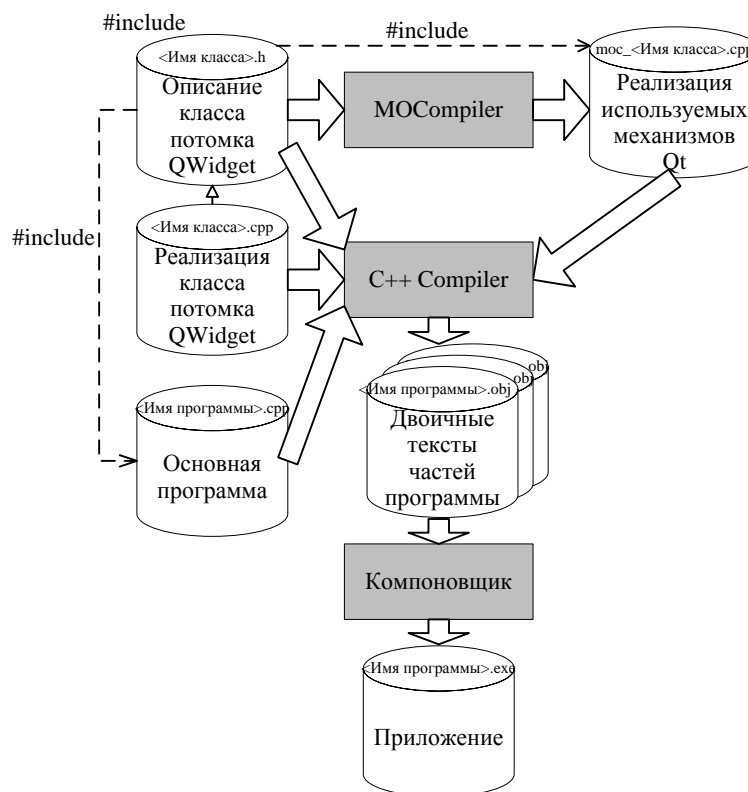 #include
#include
<Имя класса>.h
Описание
класса
потомка
QWidget
MOCompiler
moc_<Имя класса>.cpp
Реализация
используемых
механизмов
Qt
#include
<Имя класса>.cpp
Реализация
класса
потомка
QWidget
C++ Compiler
obj
obj
<Имя программы>.obj
Двоичные
тексты
частей
программы
<Имя программы>.cpp
Основная
программа
Компоновщик
<Имя программы>.exe
Приложение